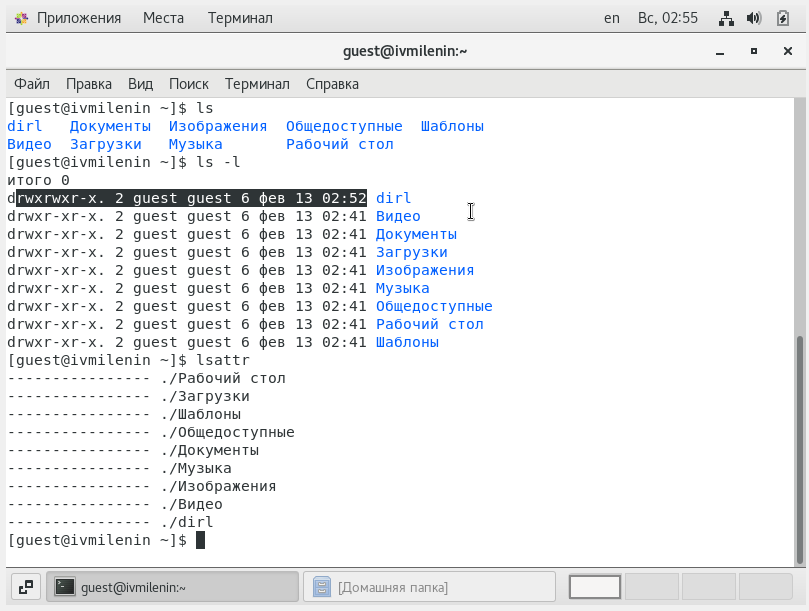 Приложения Места Терминал en Вс, 02:55
guest@ivmilenin:~
Файл Правка Вид Поиск Терминал Справка
[guest@ivmilenin ~]$ ls
dirl Документы Изображения Общедоступные Шаблоны
Видео Загрузки Музыка Рабочий стол
[guest@ivmilenin ~]$ ls -l
итого 0
drwxrwxr-x. 2 guest guest 6 фев 13 02:52 dirl
drwxr-xr-x. 2 guest guest 6 фев 13 02:41 Видео
drwxr-xr-x. 2 guest guest 6 фев 13 02:41 Документы
drwxr-xr-x. 2 guest guest 6 фев 13 02:41 Загрузки
drwxr-xr-x. 2 guest guest 6 фев 13 02:41 Изображения
drwxr-xr-x. 2 guest guest 6 фев 13 02:41 Музыка
drwxr-xr-x. 2 guest guest 6 фев 13 02:41 Общедоступные
drwxr-xr-x. 2 guest guest 6 фев 13 02:41 Рабочий стол
drwxr-xr-x. 2 guest guest 6 фев 13 02:41 Шаблоны
[guest@ivmilenin ~]$ lsattr
---------------- ./Рабочий стол
---------------- ./Загрузки
---------------- ./Шаблоны
---------------- ./Общедоступные
---------------- ./Документы
---------------- ./Музыка
---------------- ./Изображения
---------------- ./Видео
---------------- ./dirl
[guest@ivmilenin ~]$
guest@ivmilenin:~ [Домашняя папка]